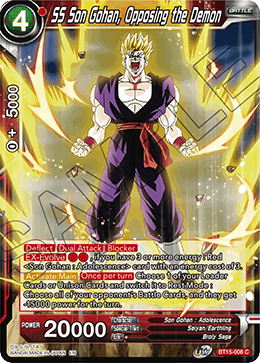 4
SS Son Gohan, Opposing the Demon
BATTLE
0 + 5000
Deflect Dual Attack Blocker
EX-Evolve : if you have 3 or more energy : Red
<Son Gohan : Adolescence> card with an energy cost of 3.
Activate:Main Once per turn Choose 1 of your Leader
Cards or Unison Cards and switch it to Rest Mode :
Choose all of your opponent's Battle Cards, and they get
-15000 power for the turn.
POWER 20000
Character Son Gohan : Adolescence
Special Trait Saiyan/Earthling
Era Broly Saga
BT15-008 C